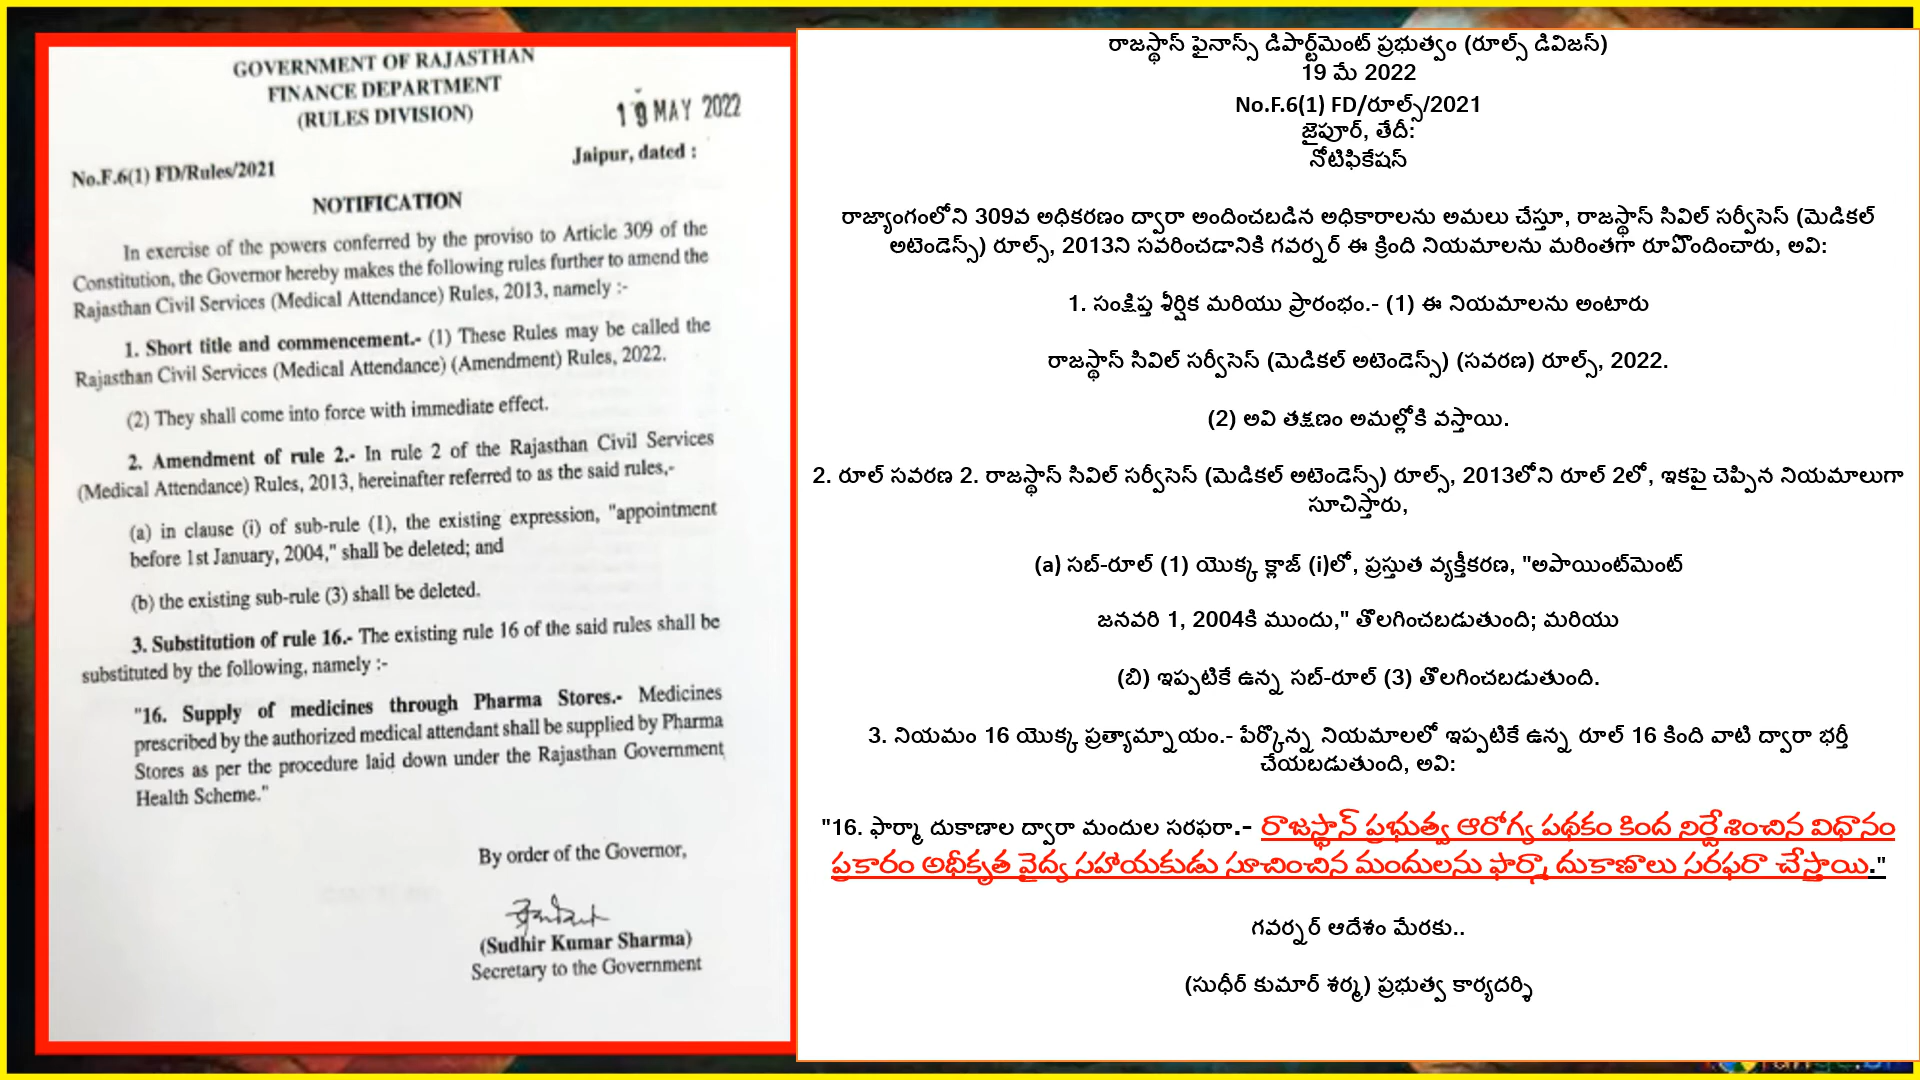 GOVERNMENT OF RAJASTHAN
FINANCE DEPARTMENT
(RULES DIVISION)
19 MAY 2022
No.F.6(1) FD/Rules/2021
Jaipur, dated :
NOTIFICATION
In exercise of the powers conferred by the proviso to Article 309 of the
Constitution, the Governor hereby makes the following rules further to amend the
Rajasthan Civil Services (Medical Attendance) Rules, 2013, namely :-
1. Short title and commencement.- (1) These Rules may be called the
Rajasthan Civil Services (Medical Attendance) (Amendment) Rules, 2022.
(2) They shall come into force with immediate effect.
2. Amendment of rule 2.- In rule 2 of the Rajasthan Civil Services
(Medical Attendance) Rules, 2013, hereinafter referred to as the said rules,-
(a) in clause (i) of sub-rule (1), the existing expression, "appointment
before 1st January, 2004," shall be deleted; and
(b) the existing sub-rule (3) shall be deleted.
3. Substitution of rule 16.- The existing rule 16 of the said rules shall be
substituted by the following, namely :-
"16. Supply of medicines through Pharma Stores.- Medicines
prescribed by the authorized medical attendant shall be supplied by Pharma
Stores as per the procedure laid down under the Rajasthan Government
Health Scheme."
By order of the Governor,
(Sudhir Kumar Sharma)
Secretary to the Government
రాజస్థాన్ ఫైనాన్స్ డిపార్ట్‌మెంట్ ప్రభుత్వం (రూల్స్ డివిజన్)
19 మే 2022
No.F.6(1) FD/రూల్స్/2021
జైపూర్, తేదీ:
నోటిఫికేషన్
రాజ్యాంగంలోని 309వ అధికరణం ద్వారా అందించబడిన అధికారాలను అమలు చేస్తూ, రాజస్థాన్ సివిల్ సర్వీసెస్ (మెడికల్
అటెండెన్స్) రూల్స్, 2013ని సవరించడానికి గవర్నర్ ఈ క్రింది నియమాలను మరింతగా రూపొందించారు, అవి:
1. సంక్షిప్త శీర్షిక మరియు ప్రారంభం.- (1) ఈ నియమాలను అంటారు
రాజస్థాన్ సివిల్ సర్వీసెస్ (మెడికల్ అటెండెన్స్) (సవరణ) రూల్స్, 2022.
(2) అవి తక్షణం అమల్లోకి వస్తాయి.
2. రూల్ సవరణ 2. రాజస్థాన్ సివిల్ సర్వీసెస్ (మెడికల్ అటెండెన్స్) రూల్స్, 2013లోని రూల్ 2లో, ఇకపై చెప్పిన నియమాలుగా
సూచిస్తారు,
(a) సబ్-రూల్ (1) యొక్క క్లాజ్ (i)లో, ప్రస్తుత వ్యక్తీకరణ, "అపాయింట్‌మెంట్
జనవరి 1, 2004కి ముందు," తొలగించబడుతుంది; మరియు
(బి) ఇప్పటికే ఉన్న సబ్-రూల్ (3) తొలగించబడుతుంది.
3. నియమం 16 యొక్క ప్రత్యామ్నాయం.- పేర్కొన్న నియమాలలో ఇప్పటికే ఉన్న రూల్ 16 కింది వాటి ద్వారా భర్తీ
చేయబడుతుంది, అవి:
"16. ఫార్మా దుకాణాల ద్వారా మందుల సరఫరా.- రాజస్థాన్ ప్రభుత్వ ఆరోగ్య పథకం కింద నిర్దేశించిన విధానం
ప్రకారం అధీకృత వైద్య సహాయకుడు సూచించిన మందులను ఫార్మా దుకాణాలు సరఫరా చేస్తాయి."
గవర్నర్ ఆదేశం మేరకు..
(సుధీర్ కుమార్ శర్మ) ప్రభుత్వ కార్యదర్శి